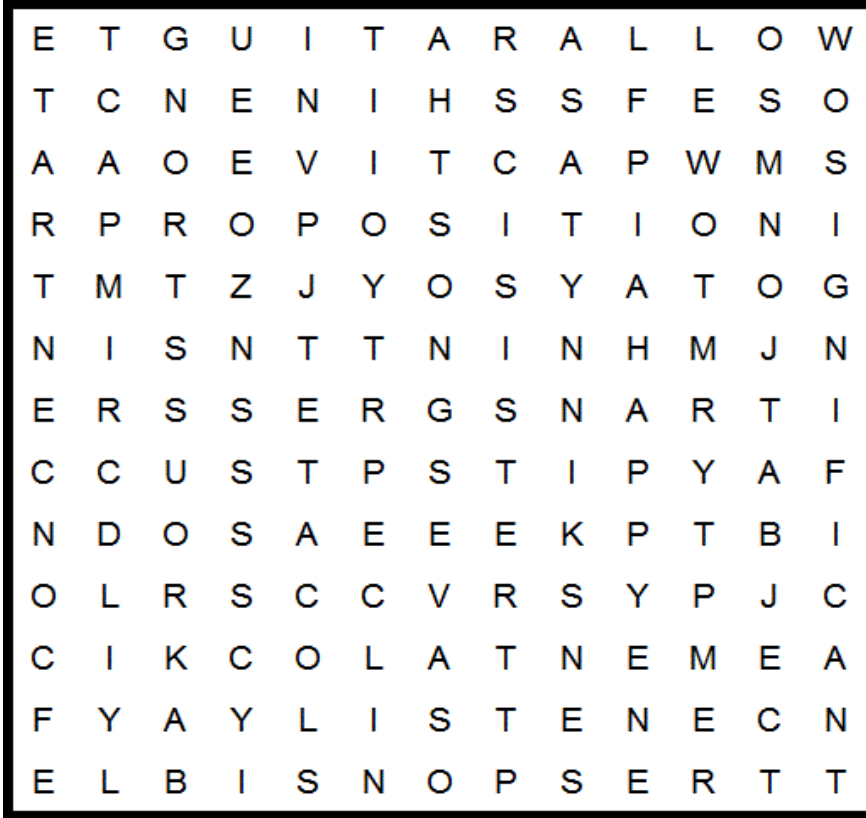 E T G U I T A R A L L O W
T C N E N I H S S F E S O
A A O E V I T C A P W M S
R P R O P O S I T I O N I
T M T Z J Y O S Y A T O G
N I S N T T N I N H M J N
E R S S E R G S N A R T I
C C U S T P S T I P Y A F
N D O S A E E E K P T B I
O L R S C C V R S Y P J C
C I K C O L A T N E M E A
F Y A Y L I S T E N E C N
E L B I S N O P S E R T T